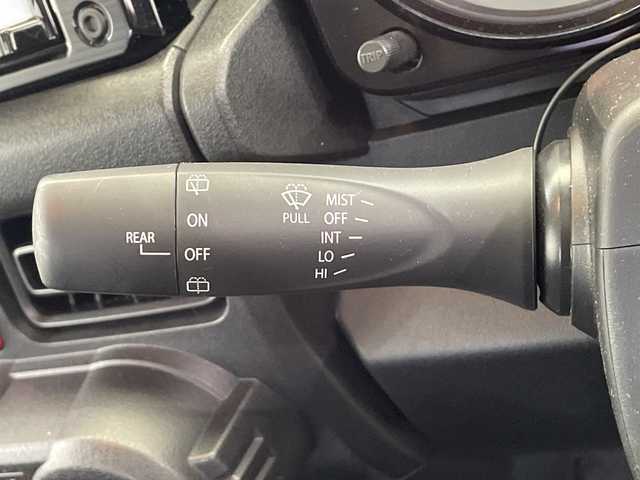 TRIP
MIST
OFF
INT
LO
HI
PULL
ON
REAR
OFF